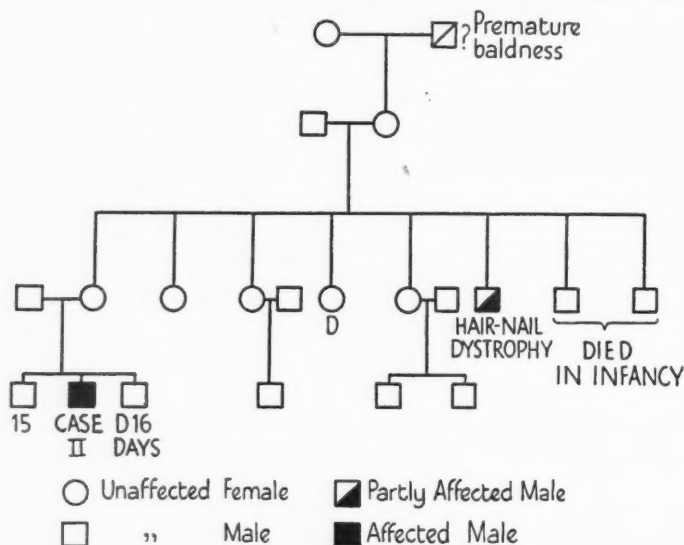 ? Premature
baldness
D
HAIR-NAIL
DYSTROPHY
DIED
IN INFANCY
15
CASE
II
D16
DAYS
Unaffected Female
Partly Affected Male
,, Male
Affected Male